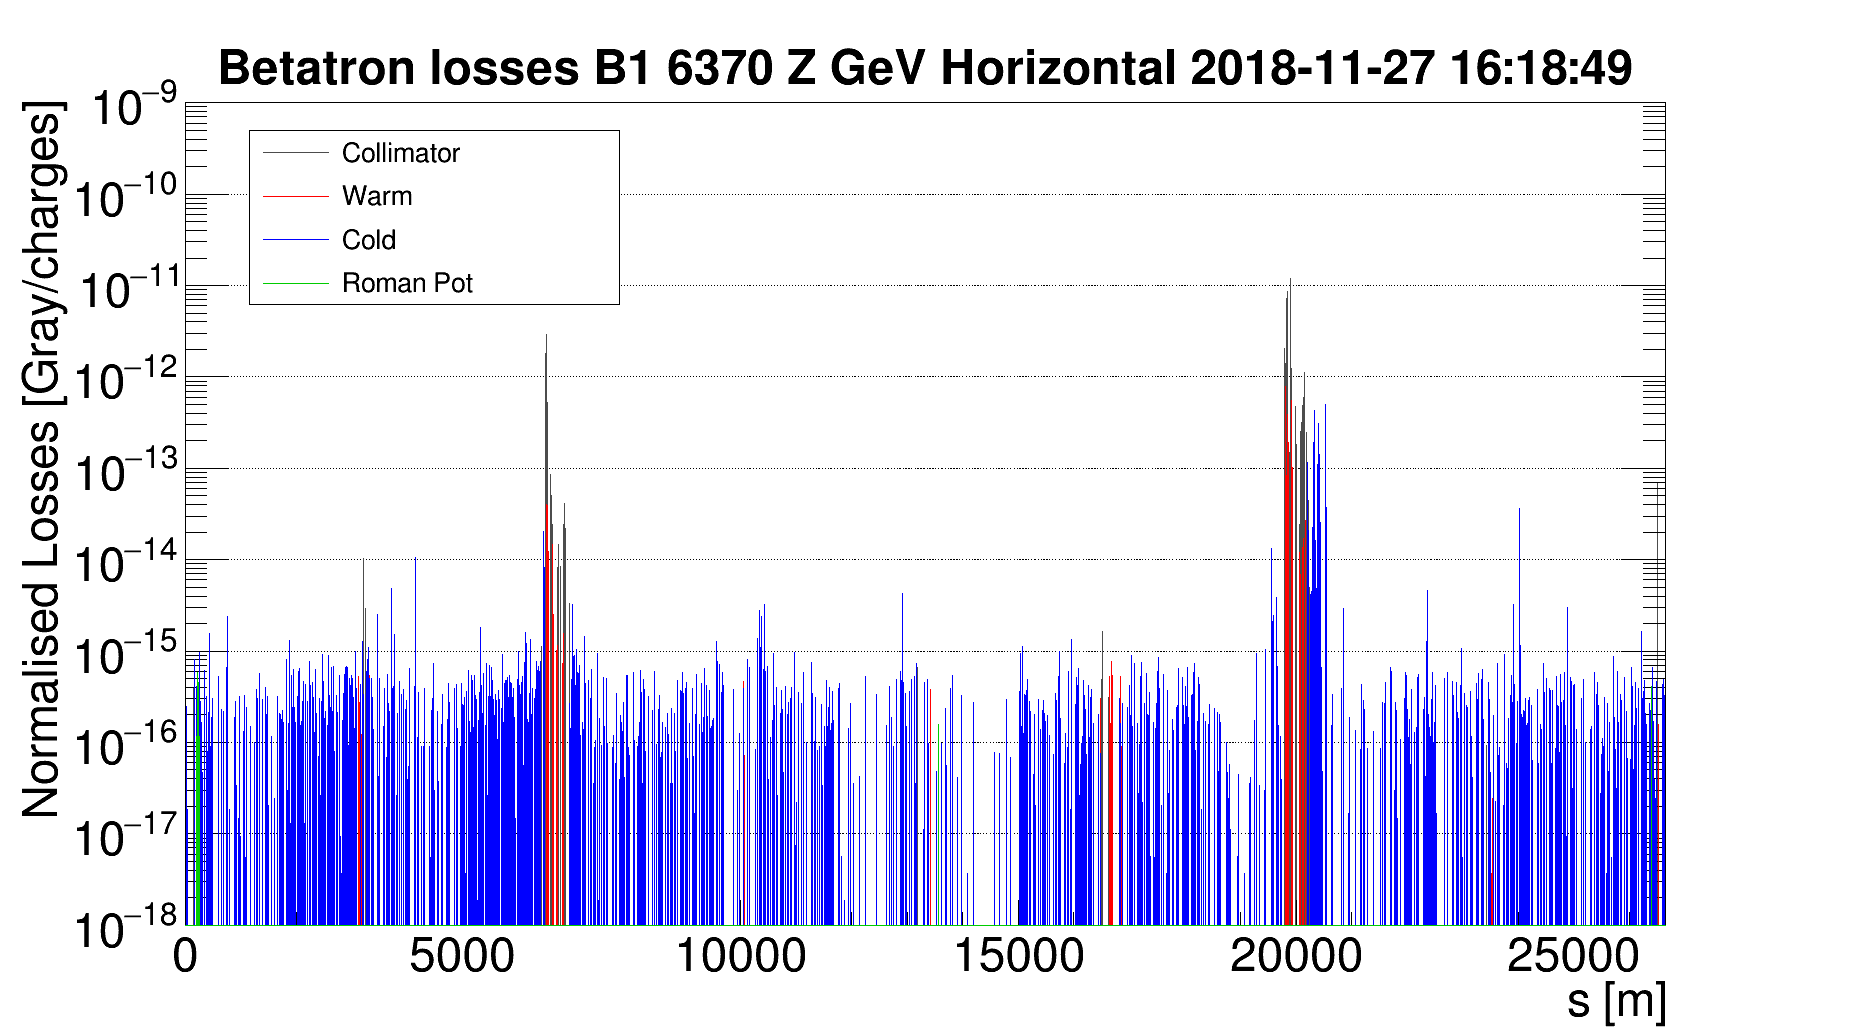 Betatron losses B1 6370 Z GeV Horizontal 2018-11-27 16:18:49
Normalised Losses [Gray/charges]
10⁻⁹
10⁻¹⁰
10⁻¹¹
10⁻¹²
10⁻¹³
10⁻¹⁴
10⁻¹⁵
10⁻¹⁶
10⁻¹⁷
10⁻¹⁸
Collimator
Warm
Cold
Roman Pot
0 5000 10000 15000 20000 25000
s [m]